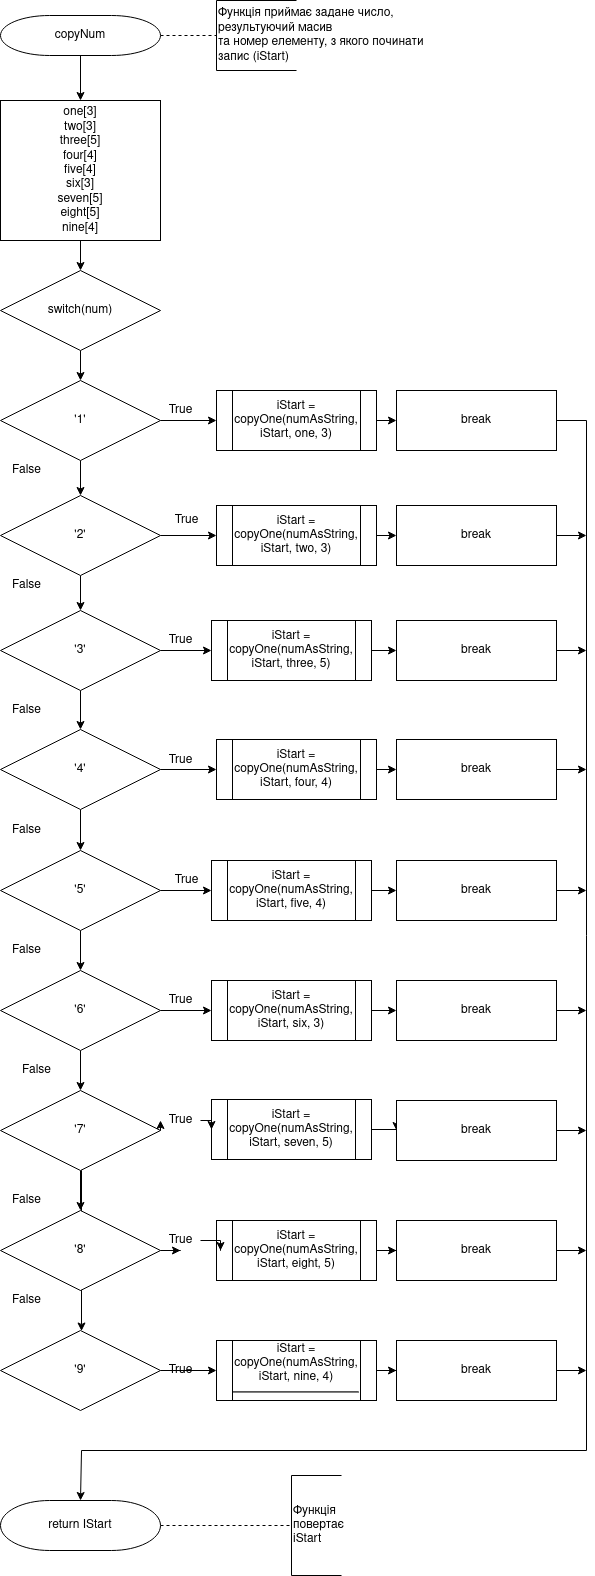 copyNum
Функція приймає задане число,
результуючий масив
та номер елементу, з якого починати
запис (iStart)
one[3]
two[3]
three[5]
four[4]
five[4]
six[3]
seven[5]
eight[5]
nine[4]
switch(num)
'1'
True
iStart =
copyOne(numAsString,
iStart, one, 3)
break
False
'2'
True
iStart =
copyOne(numAsString,
iStart, two, 3)
break
False
'3'
True
iStart =
copyOne(numAsString,
iStart, three, 5)
break
False
'4'
True
iStart =
copyOne(numAsString,
iStart, four, 4)
break
False
'5'
True
iStart =
copyOne(numAsString,
iStart, five, 4)
break
False
'6'
True
iStart =
copyOne(numAsString,
iStart, six, 3)
break
False
'7'
True
iStart =
copyOne(numAsString,
iStart, seven, 5)
break
False
'8'
True
iStart =
copyOne(numAsString,
iStart, eight, 5)
break
False
'9'
True
iStart =
copyOne(numAsString,
iStart, nine, 4)
break
return IStart
Функція
повертає
iStart